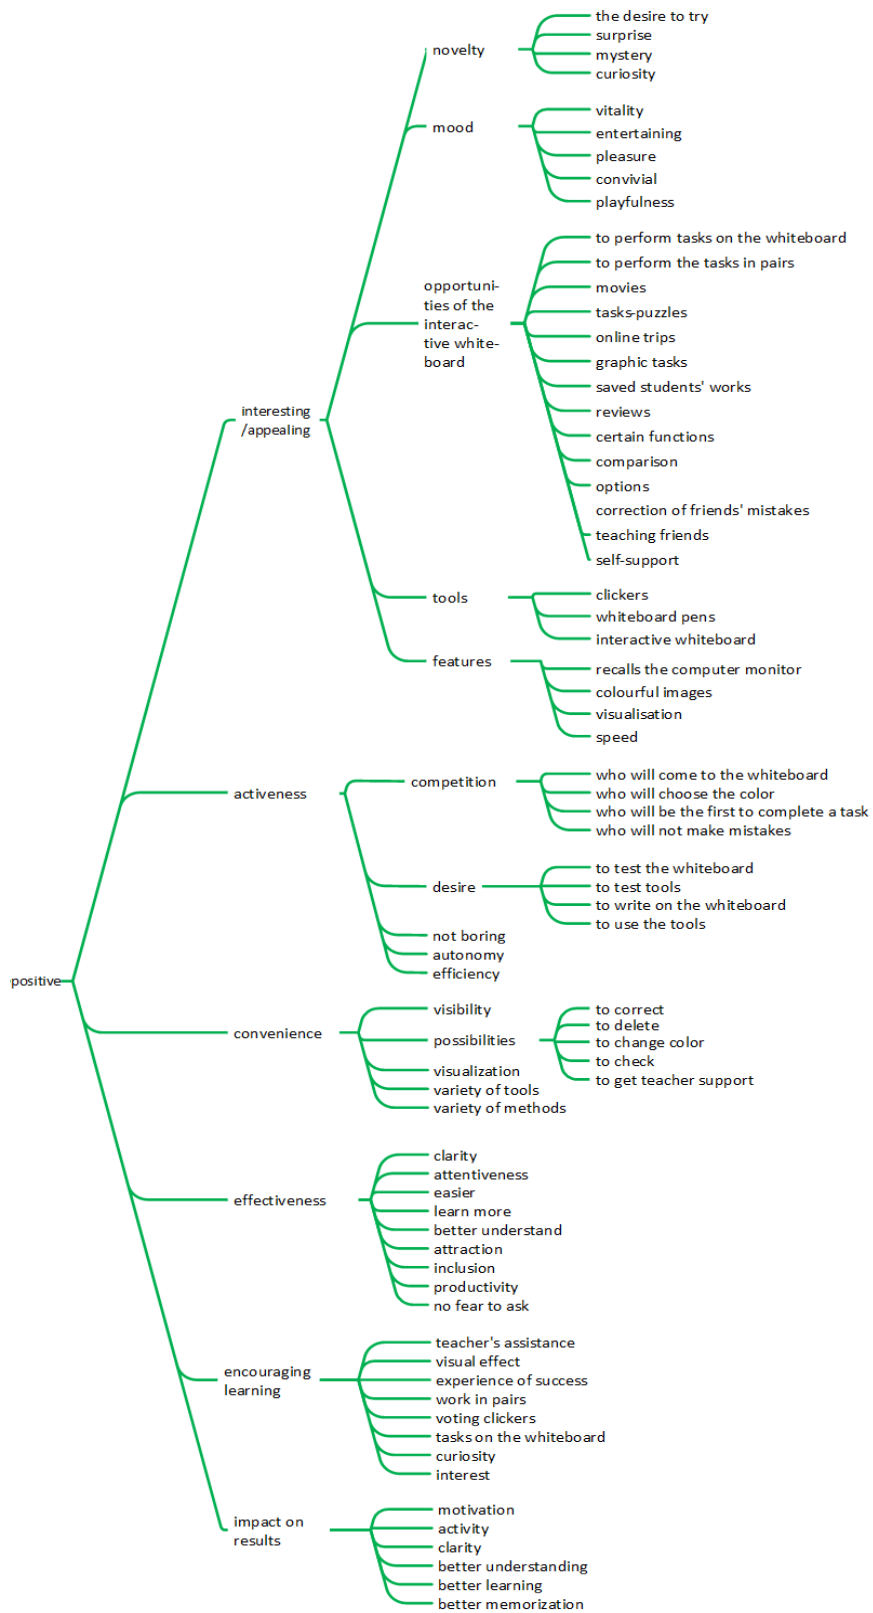 positive
interesting
/appealing
novelty
the desire to try
surprise
mystery
curiosity
mood
vitality
entertaining
pleasure
convivial
playfulness
opportuni-
ties of the
interac-
tive white-
board
to perform tasks on the whiteboard
to perform the tasks in pairs
movies
tasks-puzzles
online trips
graphic tasks
saved students' works
reviews
certain functions
comparison
options
correction of friends' mistakes
teaching friends
self-support
tools
clickers
whiteboard pens
interactive whiteboard
features
recalls the computer monitor
colourful images
visualisation
speed
activeness
competition
who will come to the whiteboard
who will choose the color
who will be the first to complete a task
who will not make mistakes
desire
to test the whiteboard
to test tools
to write on the whiteboard
to use the tools
not boring
autonomy
efficiency
convenience
visibility
possibilities
to correct
to delete
to change color
to check
to get teacher support
visualization
variety of tools
variety of methods
effectiveness
clarity
attentiveness
easier
learn more
better understand
attraction
inclusion
productivity
no fear to ask
encouraging
learning
teacher's assistance
visual effect
experience of success
work in pairs
voting clickers
tasks on the whiteboard
curiosity
interest
impact on
results
motivation
activity
clarity
better understanding
better learning
better memorization